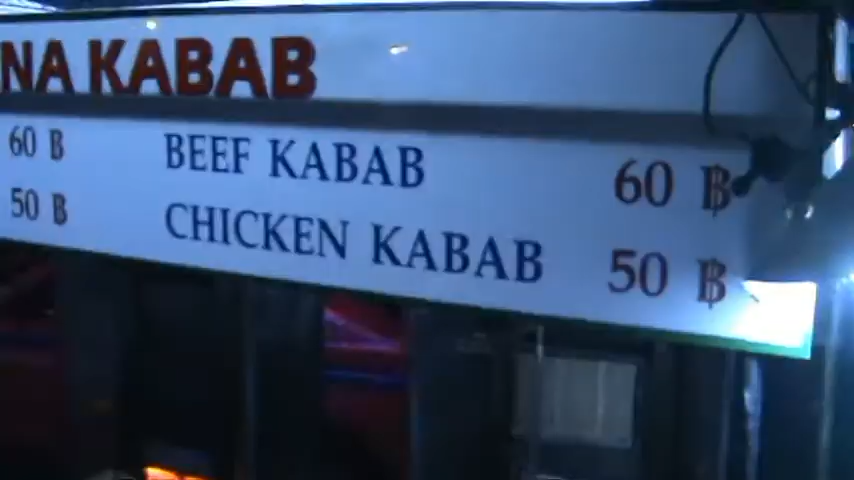 NA KABAB
60 ฿ BEEF KABAB 60 ฿
50 ฿ CHICKEN KABAB 50 ฿